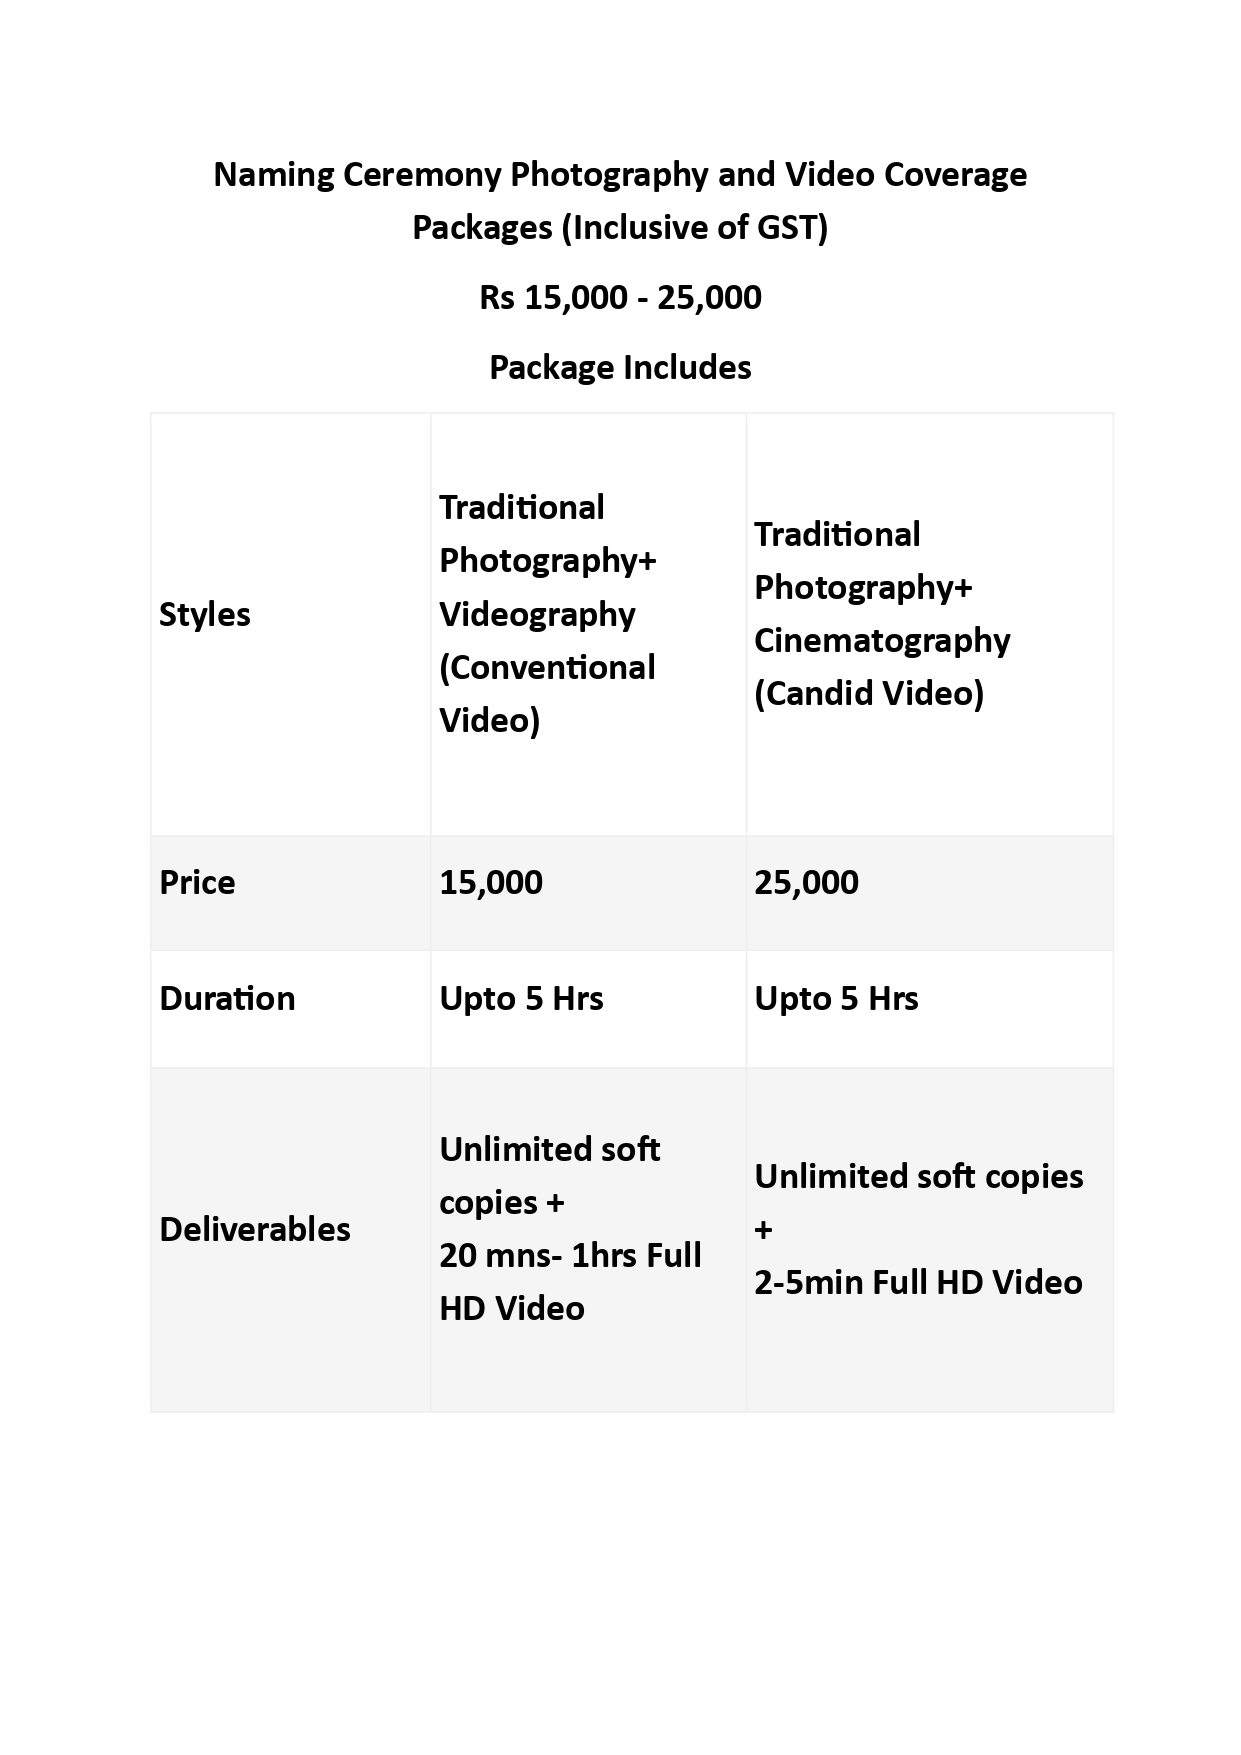 Naming Ceremony Photography and Video Coverage
Packages (Inclusive of GST)
Rs 15,000 - 25,000
Package Includes
Styles
Traditional
Photography+
Videography
(Conventional
Video)
Traditional
Photography+
Cinematography
(Candid Video)
Price
15,000
25,000
Duration
Upto 5 Hrs
Upto 5 Hrs
Deliverables
Unlimited soft
copies +
20 mns- 1hrs Full
HD Video
Unlimited soft copies
+
2-5min Full HD Video